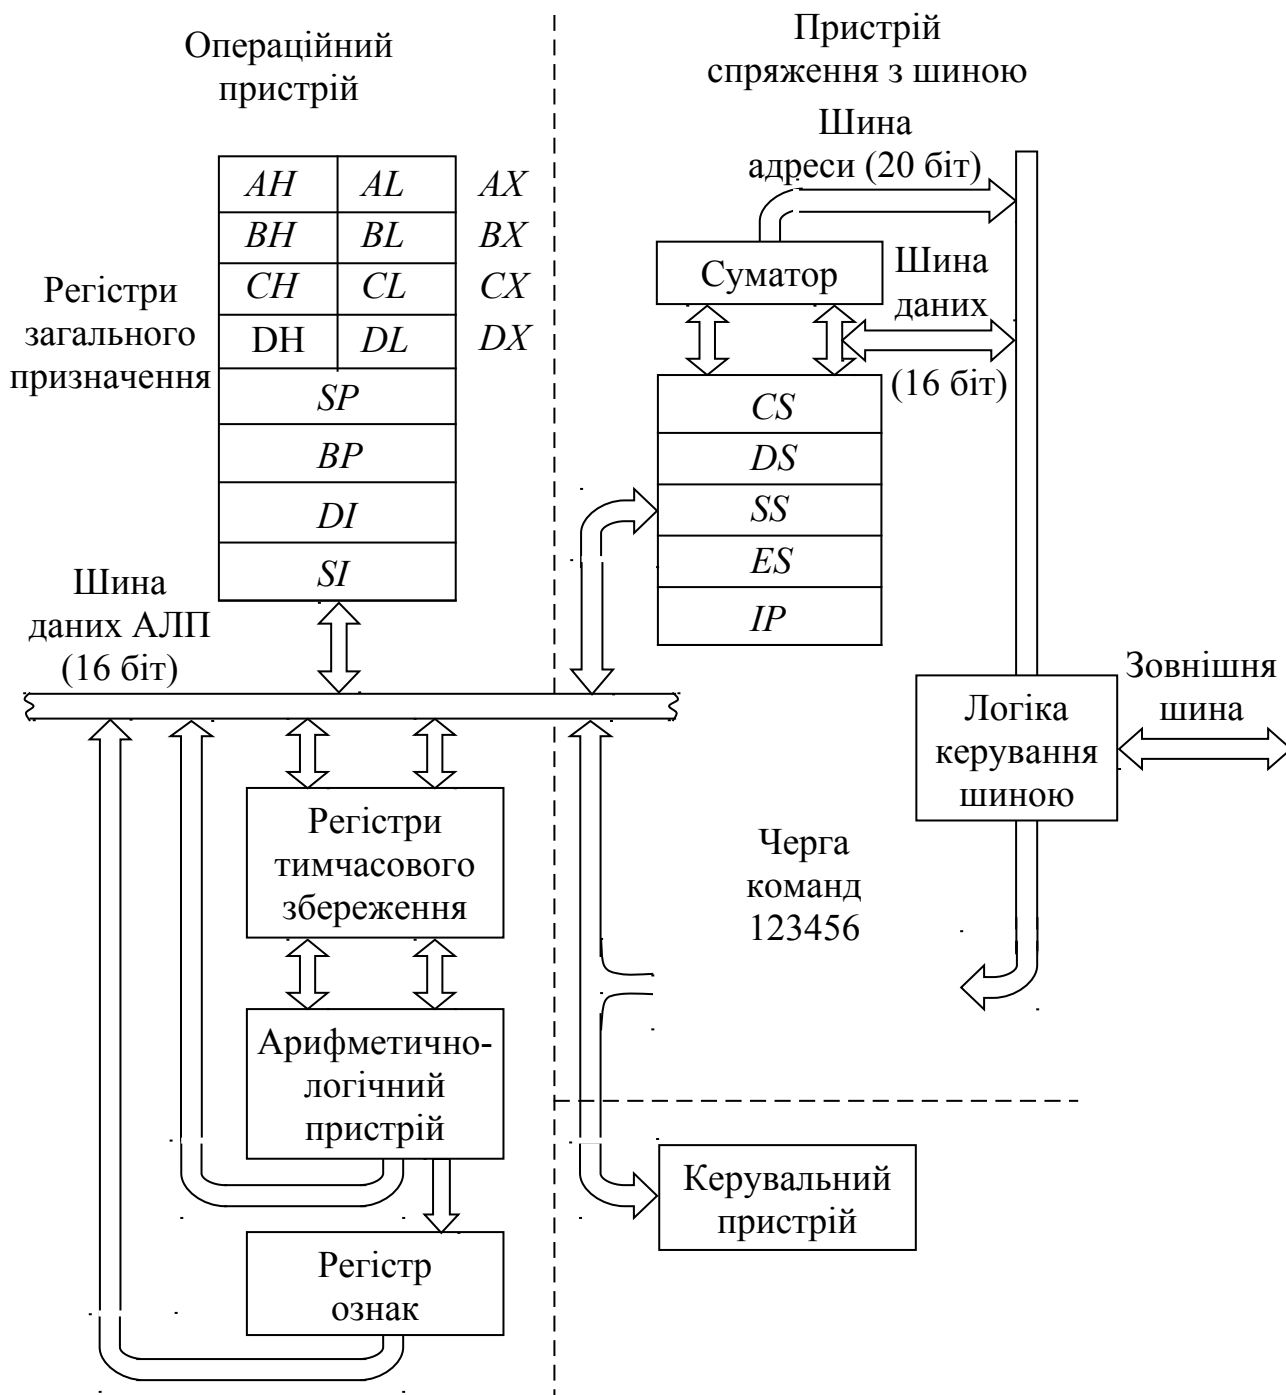 Операційний
пристрій
Пристрій
спряження з шиною
Шина
адреси (20 біт)
AH AL AX
BH BL BX
CH CL CX
DH DL DX
SP
BP
DI
SI
Регістри
загального
призначення
Суматор
Шина
даних
(16 біт)
CS
DS
SS
ES
IP
Шина
даних АЛП
(16 біт)
Зовнішня
шина
Логіка
керування
шиною
Регістри
тимчасового
збереження
Черга
команд
123456
Арифметично-
логічний
пристрій
Керувальний
пристрій
Регістр
ознак